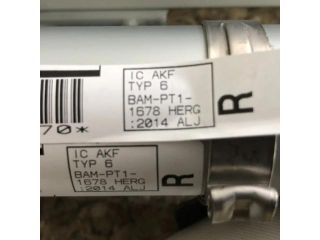 IC AKF
TYP 6
BAM-PT1-
1678 HERG
:2014 ALJ
R
70*
IC AKF
TYP 6
BAM-PT1-
1678 HERG
:2014 ALJ
R